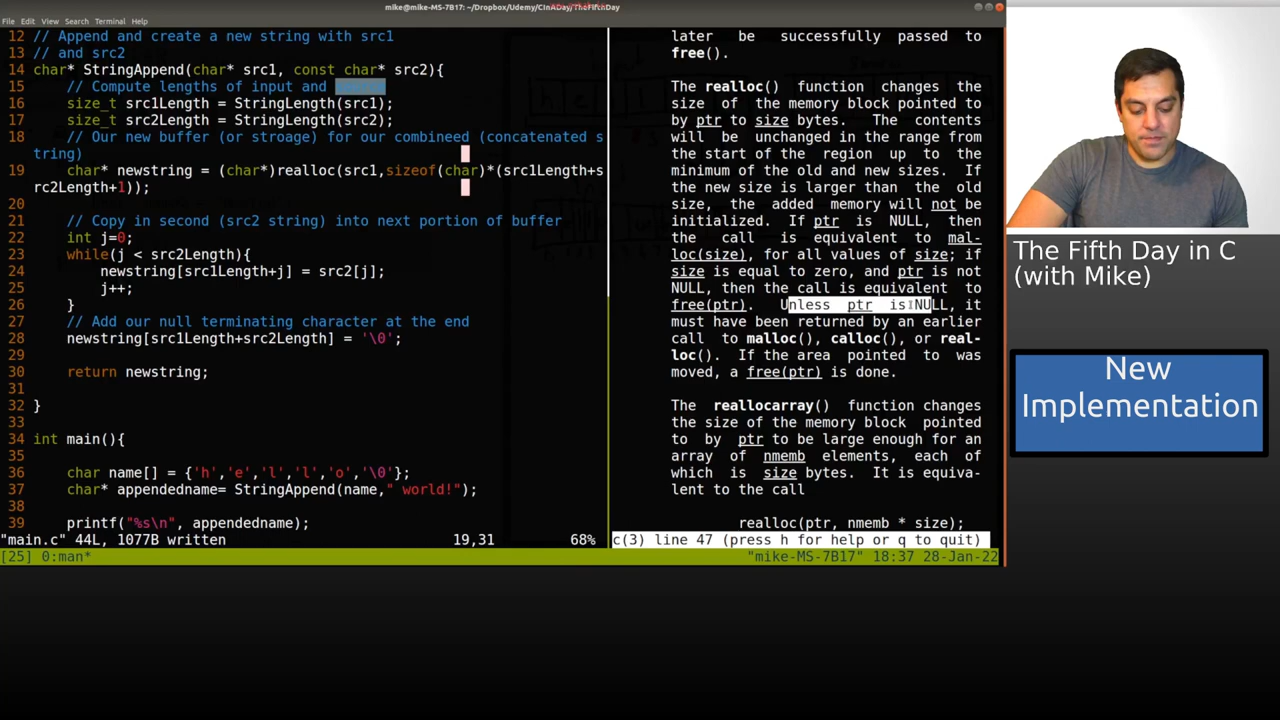 mike@mike-MS-7B17: ~/Dropbox/Udemy/CInADay/TheFifthDay
File Edit View Search Terminal Help
12 // Append and create a new string with src1
13 // and src2
14 char* StringAppend(char* src1, const char* src2){
15 // Compute lengths of input and
16 size_t src1Length = StringLength(src1);
17 size_t src2Length = StringLength(src2);
18 // Our new buffer (or stroage) for our combineed (concatenated s
tring)
19 char* newstring = (char*)realloc(src1,sizeof(char)*(src1Length+s
rc2Length+1));
20
21 // Copy in second (src2 string) into next portion of buffer
22 int j=0;
23 while(j < src2Length){
24 newstring[src1Length+j] = src2[j];
25 j++;
26 }
27 // Add our null terminating character at the end
28 newstring[src1Length+src2Length] = '\0';
29
30 return newstring;
31
32 }
33
34 int main(){
35
36 char name[] = {'h','e','l','l','o','\0'};
37 char* appendedname= StringAppend(name," world!");
38
39 printf("%s\n", appendedname);
"main.c" 44L, 1077B written 19,31 68%
later be successfully passed to
free().
The realloc() function changes the
size of the memory block pointed to
by ptr to size bytes. The contents
will be unchanged in the range from
the start of the region up to the
minimum of the old and new sizes. If
the new size is larger than the old
size, the added memory will not be
initialized. If ptr is NULL, then
the call is equivalent to mal-
loc(size), for all values of size; if
size is equal to zero, and ptr is not
NULL, then the call is equivalent to
free(ptr). Unless ptr is NULL, it
must have been returned by an earlier
call to malloc(), calloc(), or real-
loc(). If the area pointed to was
moved, a free(ptr) is done.
The reallocarray() function changes
the size of the memory block pointed
to by ptr to be large enough for an
array of nmemb elements, each of
which is size bytes. It is equiva-
lent to the call
realloc(ptr, nmemb * size);
c(3) line 47 (press h for help or q to quit)
[25] 0:man* "mike-MS-7B17" 18:37 28-Jan-22
The Fifth Day in C
(with Mike)
New
Implementation